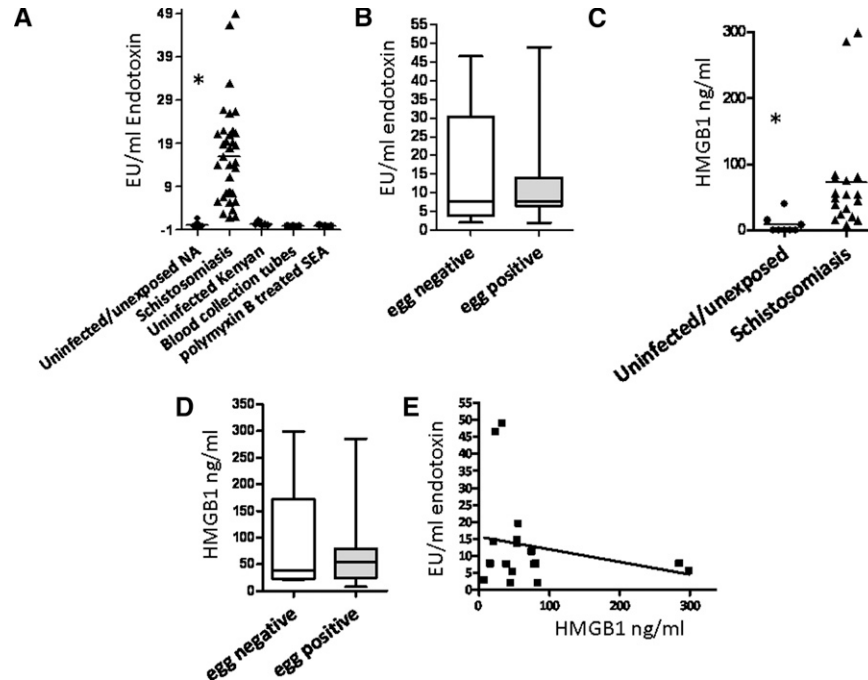 A
EU/ml Endotoxin
49
39
29
19
9
-1
*
Uninfected/unexposed NA
Schistosomiasis
Uninfected Kenyan
Blood collection tubes
polymyxin B treated SEA
B
EU/ml endotoxin
55
50
45
40
35
30
25
20
15
10
5
0
egg negative
egg positive
C
HMGB1 ng/ml
300
200
100
0
*
Uninfected/unexposed
Schistosomiasis
D
HMGB1 ng/ml
350
300
250
200
150
100
50
0
egg negative
egg positive
E
EU/ml endotoxin
55
50
45
40
35
30
25
20
15
10
5
0
0
100
200
300
HMGB1 ng/ml